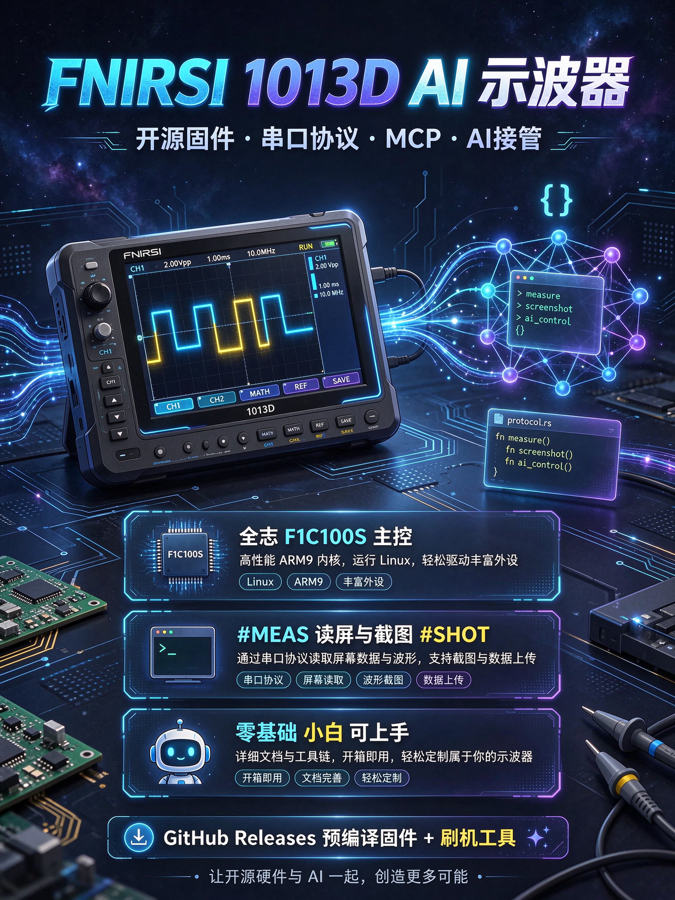 FNIRSI 1013D AI 示波器
开源固件 · 串口协议 · MCP · AI接管
{}
FNIRSI
CH1 2.00Vpp 1.00ms 10.0MHz RUN
CH1
2.00 Vpp
1.00 ms
10.0 MHz
CH1
CH1
CH1 CH2 MATH REF SAVE
1013D
MATH MATH REF SAVE
> measure
> screenshot
> ai_control
{}
protocol.rs
fn measure()
fn screenshot()
fn ai_control()
}
F1C100S
全志 F1C100S 主控
高性能 ARM9 内核，运行 Linux，轻松驱动丰富外设
Linux ARM9 丰富外设
>_
#MEAS 读屏与截图 #SHOT
通过串口协议读取屏幕数据与波形，支持截图与数据上传
串口协议 屏幕读取 波形截图 数据上传
零基础 小白 可上手
详细文档与工具链，开箱即用，轻松定制属于你的示波器
开箱即用 文档完善 轻松定制
GitHub Releases 预编译固件 + 刷机工具
让开源硬件与 AI 一起，创造更多可能